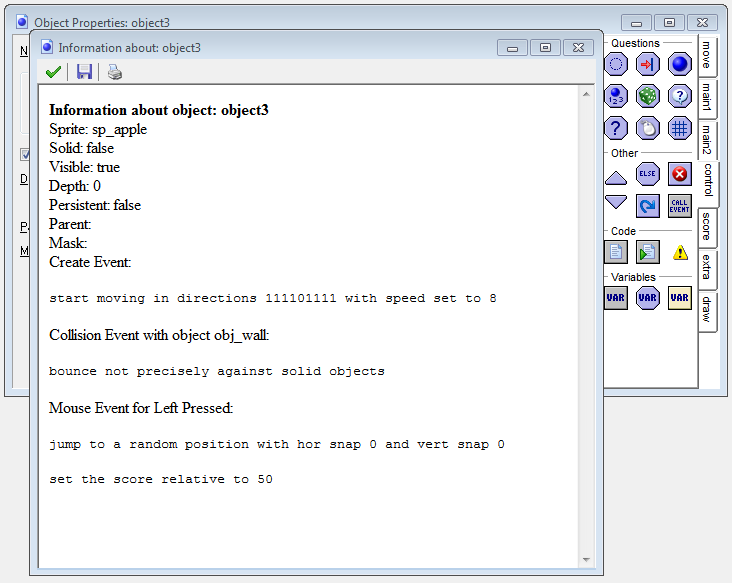 Object Properties: object3
Information about: object3
Information about object: object3
Sprite: sp_apple
Solid: false
Visible: true
Depth: 0
Persistent: false
Parent:
Mask:
Create Event:
start moving in directions 111101111 with speed set to 8
Collision Event with object obj_wall:
bounce not precisely against solid objects
Mouse Event for Left Pressed:
jump to a random position with hor snap 0 and vert snap 0
set the score relative to 50
N
D
P
M
Questions
123
?
?
Other
ELSE
CALL EVENT
Code
Variables
VAR
VAR
VAR
move
main1
main2
control
score
extra
draw